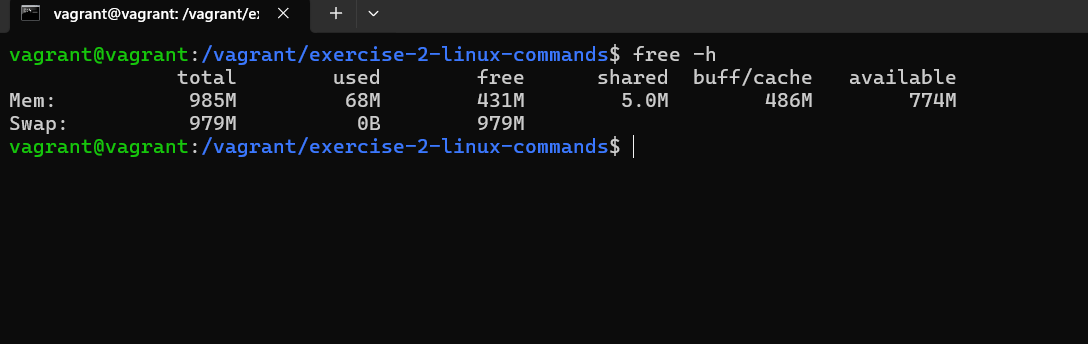 vagrant@vagrant: /vagrant/e
vagrant@vagrant:/vagrant/exercise-2-linux-commands$ free -h
total used free shared buff/cache available
Mem: 985M 68M 431M 5.0M 486M 774M
Swap: 979M 0B 979M
vagrant@vagrant:/vagrant/exercise-2-linux-commands$